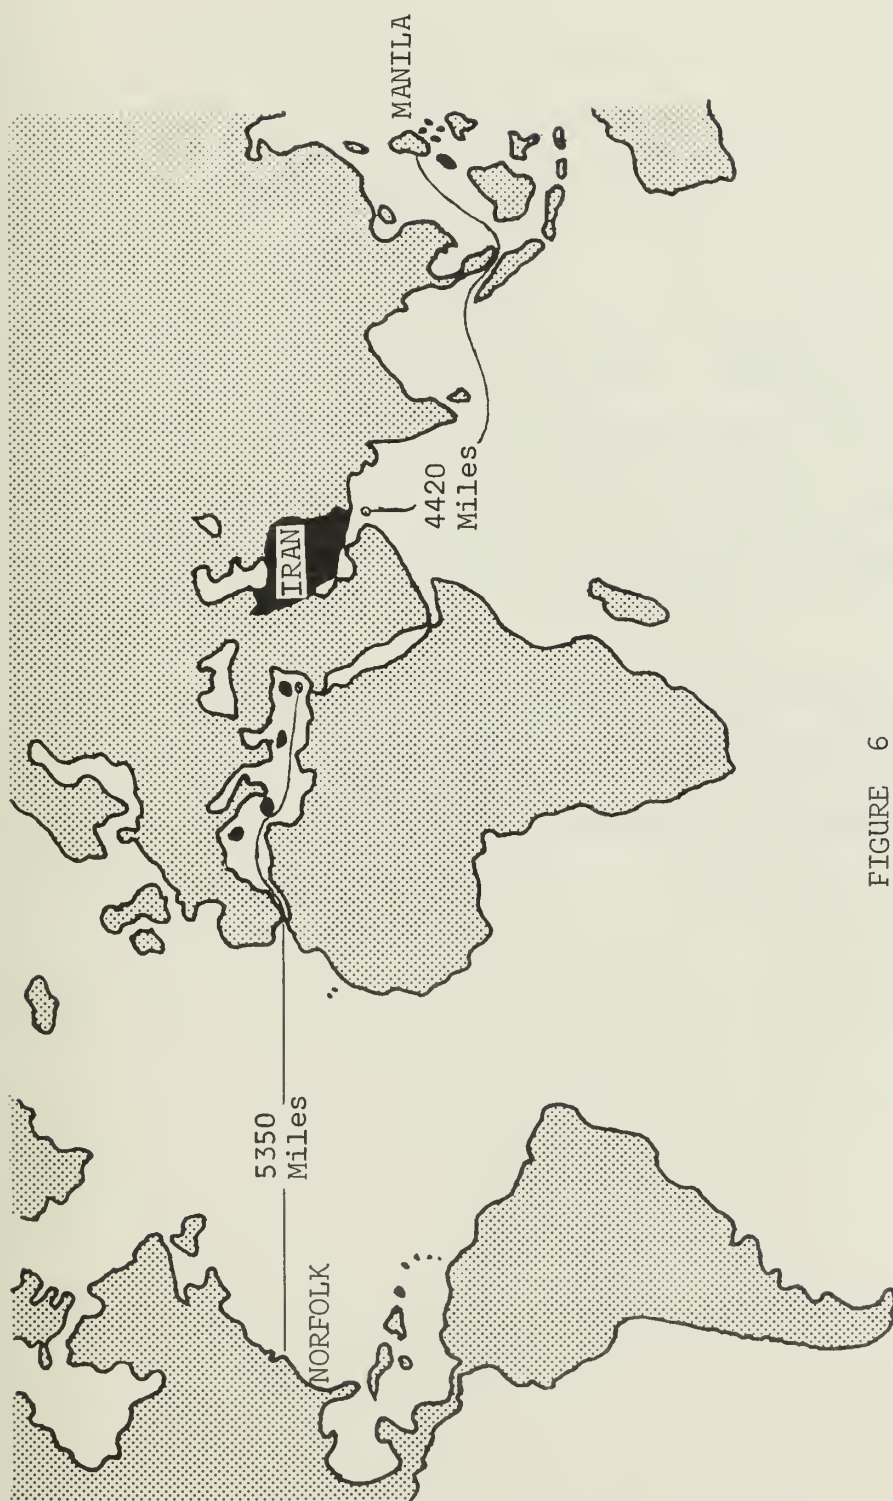 NORFOLK
5350
Miles
IRAN
4420
Miles
MANILA
FIGURE 6